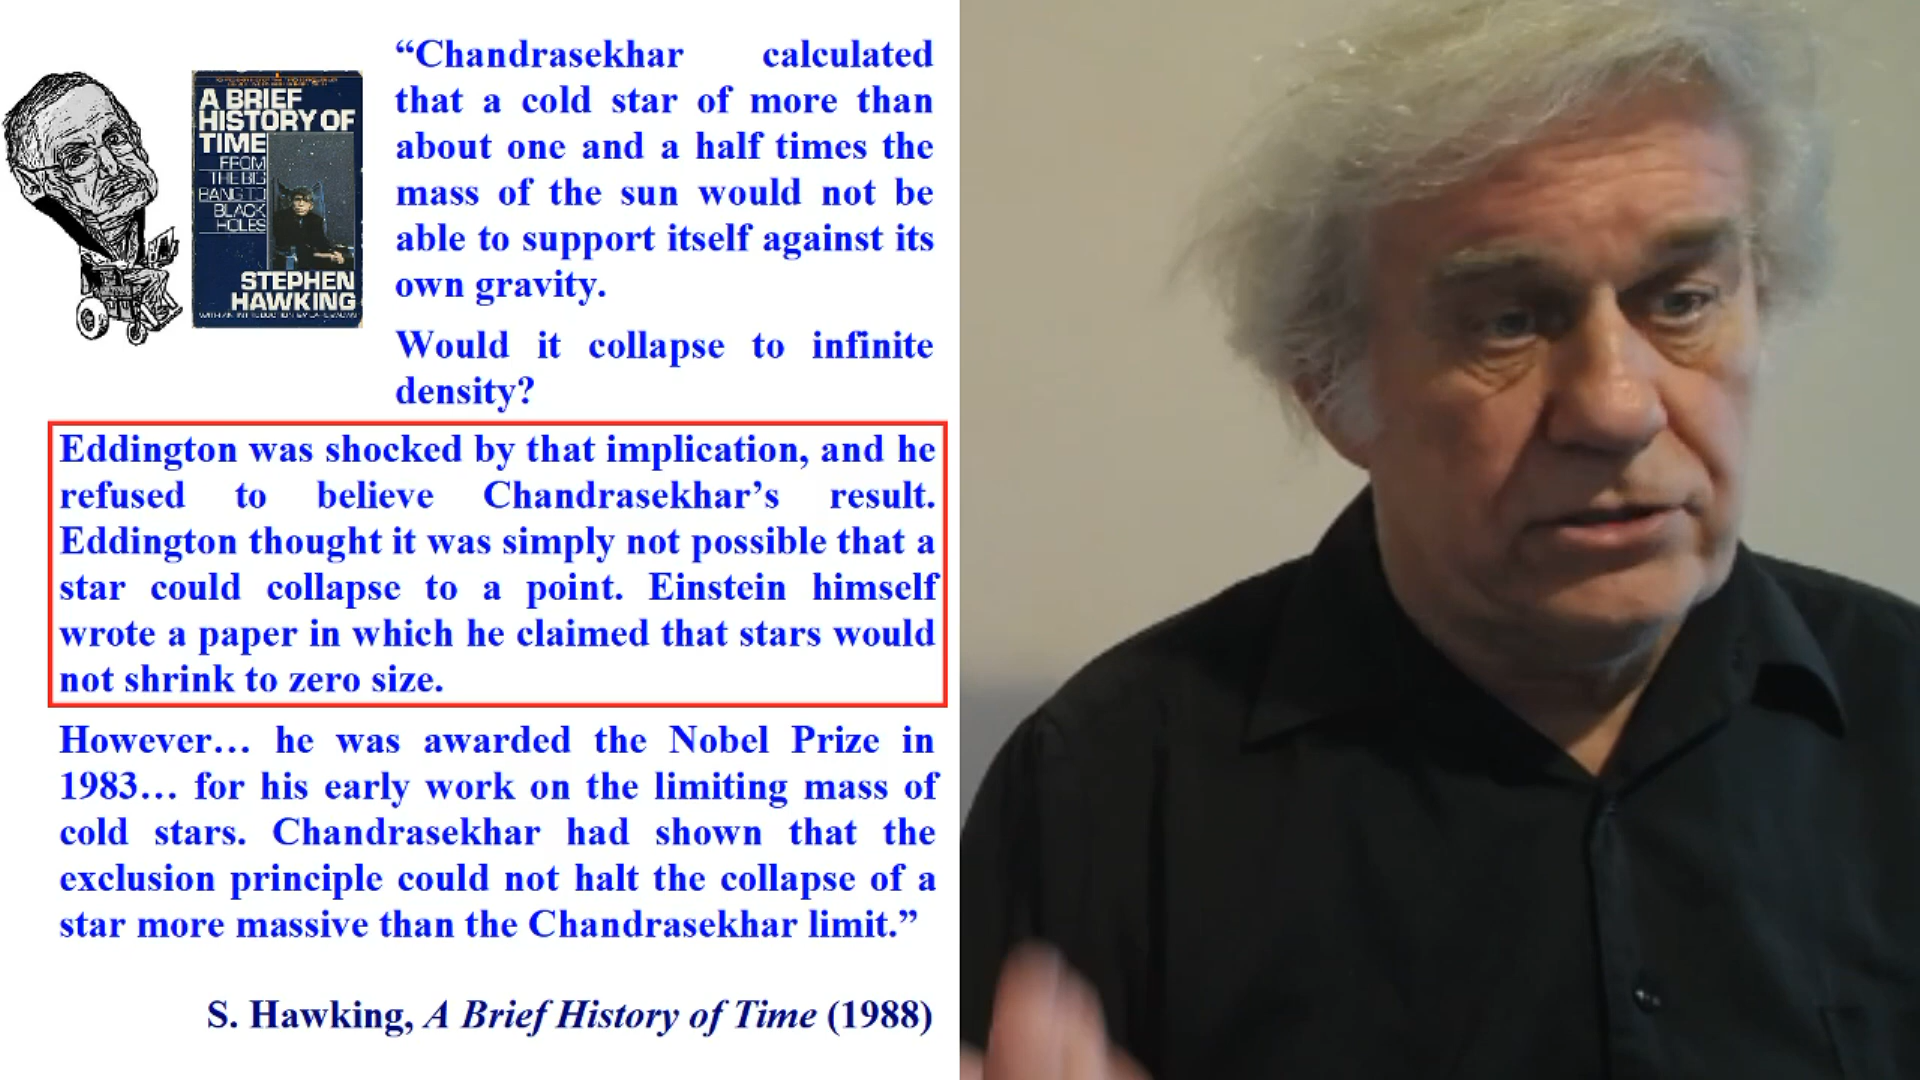 “Chandrasekhar calculated
that a cold star of more than
about one and a half times the
mass of the sun would not be
able to support itself against its
own gravity.
Would it collapse to infinite
density?
Eddington was shocked by that implication, and he
refused to believe Chandrasekhar’s result.
Eddington thought it was simply not possible that a
star could collapse to a point. Einstein himself
wrote a paper in which he claimed that stars would
not shrink to zero size.
However… he was awarded the Nobel Prize in
1983… for his early work on the limiting mass of
cold stars. Chandrasekhar had shown that the
exclusion principle could not halt the collapse of a
star more massive than the Chandrasekhar limit.”
S. Hawking, A Brief History of Time (1988)
A BRIEF
HISTORY OF
TIME
FROM
THE BIG
BANG TO
BLACK
HOLES
STEPHEN
HAWKING